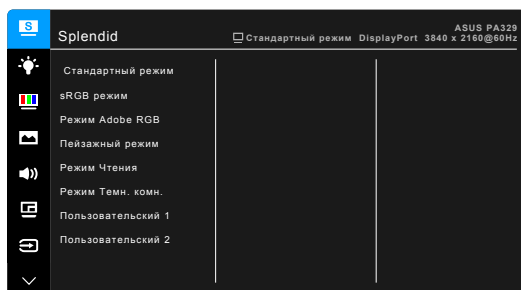 S
ASUS PA329
Splendid
Стандартный режим DisplayPort 3840 x 2160@60Hz
Стандартный режим
sRGB режим
Режим Adobe RGB
Пейзажный режим
Режим Чтения
Режим Темн. комн.
Пользовательский 1
Пользовательский 2